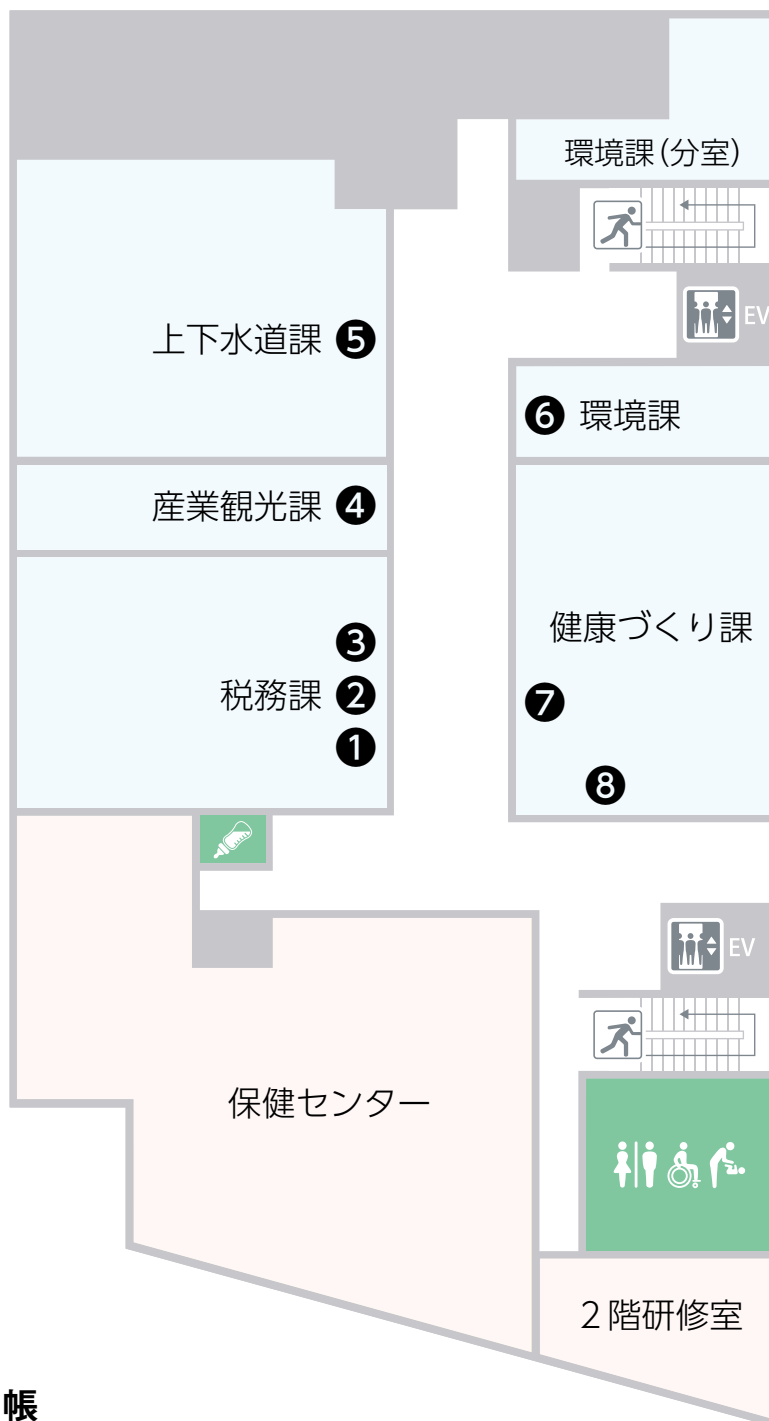 環境課(分室)
EV
上下水道課 ❺
❻ 環境課
産業観光課 ❹
健康づくり課
❸
税務課 ❷
❼
❶
❽
EV
保健センター
２階研修室
帳